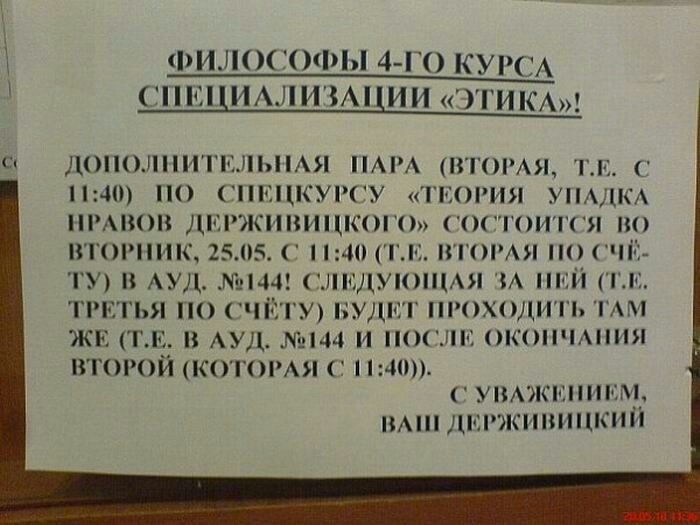 ФИЛОСОФЫ 4-ГО КУРСА
СПЕЦИАЛИЗАЦИИ «ЭТИКА»!
ДОПОЛНИТЕЛЬНАЯ ПАРА (ВТОРАЯ, Т.Е. С
11:40) ПО СПЕЦКУРСУ «ТЕОРИЯ УПАДКА
НРАВОВ ДЕРЖИВИЦКОГО» СОСТОИТСЯ ВО
ВТОРНИК, 25.05. С 11:40 (Т.Е. ВТОРАЯ ПО СЧЁ-
ТУ) В АУД. №144! СЛЕДУЮЩАЯ ЗА НЕЙ (Т.Е.
ТРЕТЬЯ ПО СЧЁТУ) БУДЕТ ПРОХОДИТЬ ТАМ
ЖЕ (Т.Е. В АУД. №144 И ПОСЛЕ ОКОНЧАНИЯ
ВТОРОЙ (КОТОРАЯ С 11:40)).
С УВАЖЕНИЕМ,
ВАШ ДЕРЖИВИЦКИЙ